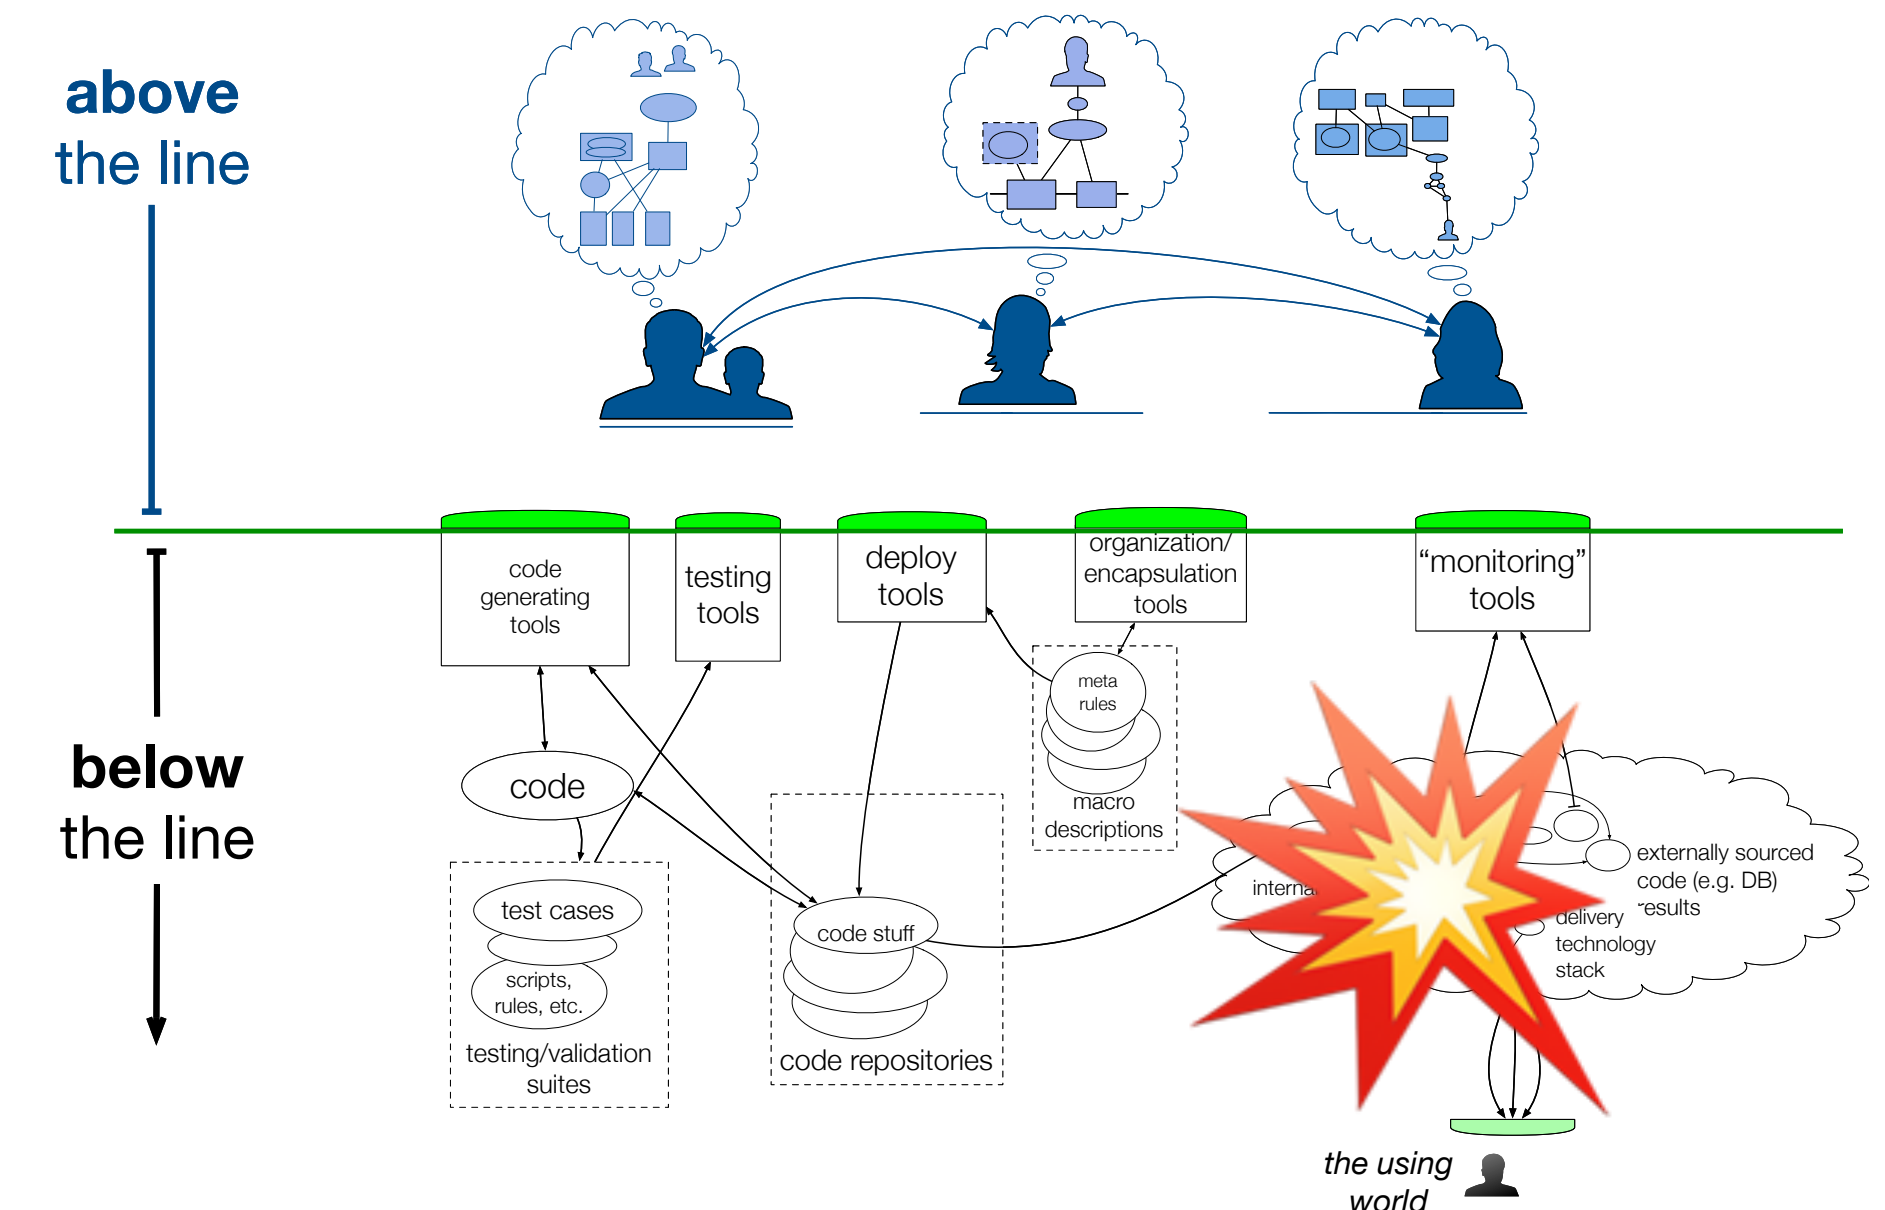 above
the line
code
generating
tools
testing
tools
deploy
tools
organization/
encapsulation
tools
“monitoring”
tools
meta
rules
below
the line
code
macro
descriptions
externally sourced
code (e.g. DB)
results
test cases
code stuff
delivery
technology
stack
scripts,
rules, etc.
testing/validation
suites
code repositories
the using
world